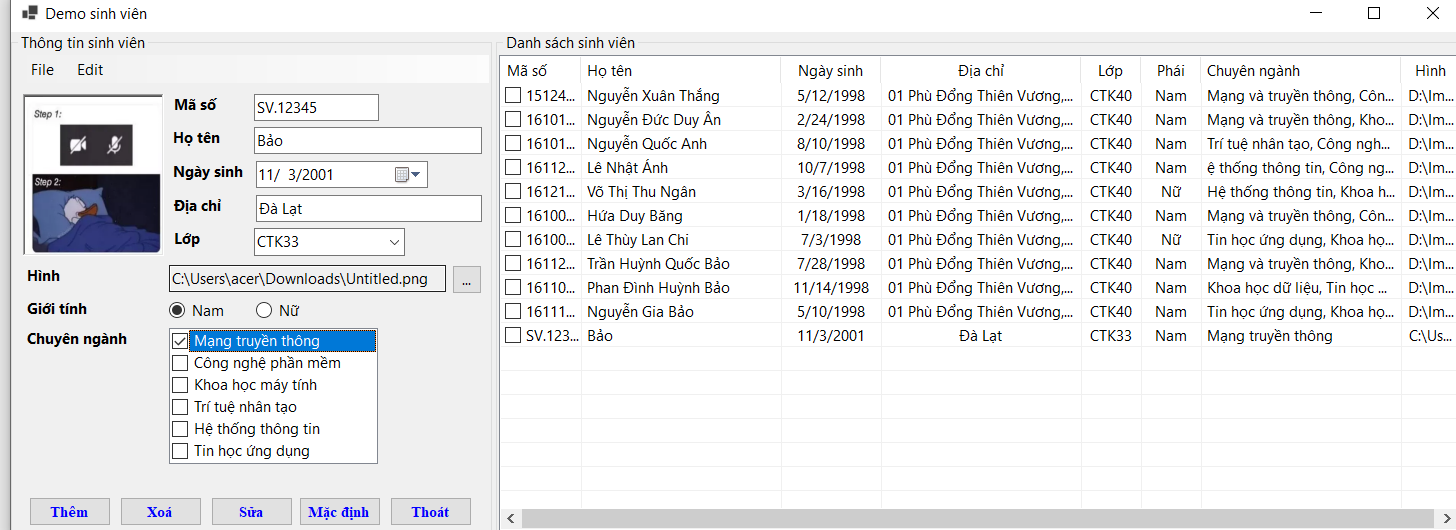 Demo sinh viên
Thông tin sinh viên
File Edit
Step 1:
Step 2:
Mã số SV.12345
Họ tên Bảo
Ngày sinh 11/ 3/2001
Địa chỉ Đà Lạt
Lớp CTK33
Hình C:\Users\acer\Downloads\Untitled.png ...
Giới tính Nam Nữ
Chuyên ngành
Mạng truyền thông
Công nghệ phần mềm
Khoa học máy tính
Trí tuệ nhân tạo
Hệ thống thông tin
Tin học ứng dụng
Thêm Xoá Sửa Mặc định Thoát
Danh sách sinh viên
Mã số Họ tên Ngày sinh Địa chỉ Lớp Phái Chuyên ngành Hình
15124... Nguyễn Xuân Thắng 5/12/1998 01 Phù Đổng Thiên Vương,... CTK40 Nam Mạng và truyền thông, Côn... D:\Im...
16101... Nguyễn Đức Duy Ân 2/24/1998 01 Phù Đổng Thiên Vương,... CTK40 Nam Mạng và truyền thông, Kho... D:\Im...
16101... Nguyễn Quốc Anh 8/10/1998 01 Phù Đổng Thiên Vương,... CTK40 Nam Trí tuệ nhân tạo, Công ngh... D:\Im...
16112... Lê Nhật Ánh 10/7/1998 01 Phù Đổng Thiên Vương,... CTK40 Nam ệ thống thông tin, Công ng... D:\Im...
16121... Võ Thị Thu Ngân 3/16/1998 01 Phù Đổng Thiên Vương,... CTK40 Nữ Hệ thống thông tin, Khoa h... D:\Im...
16100... Hứa Duy Băng 1/18/1998 01 Phù Đổng Thiên Vương,... CTK40 Nam Mạng và truyền thông, Côn... D:\Im...
16100... Lê Thùy Lan Chi 7/3/1998 01 Phù Đổng Thiên Vương,... CTK40 Nữ Tin học ứng dụng, Khoa họ... D:\Im...
16112... Trần Huỳnh Quốc Bảo 7/28/1998 01 Phù Đổng Thiên Vương,... CTK40 Nam Mạng và truyền thông, Kho... D:\Im...
16110... Phan Đình Huỳnh Bảo 11/14/1998 01 Phù Đổng Thiên Vương,... CTK40 Nam Khoa học dữ liệu, Tin học ... D:\Im...
16111... Nguyễn Gia Bảo 5/10/1998 01 Phù Đổng Thiên Vương,... CTK40 Nam Tin học ứng dụng, Khoa họ... D:\Im...
SV.123... Bảo 11/3/2001 Đà Lạt CTK33 Nam Mạng truyền thông C:\Us...